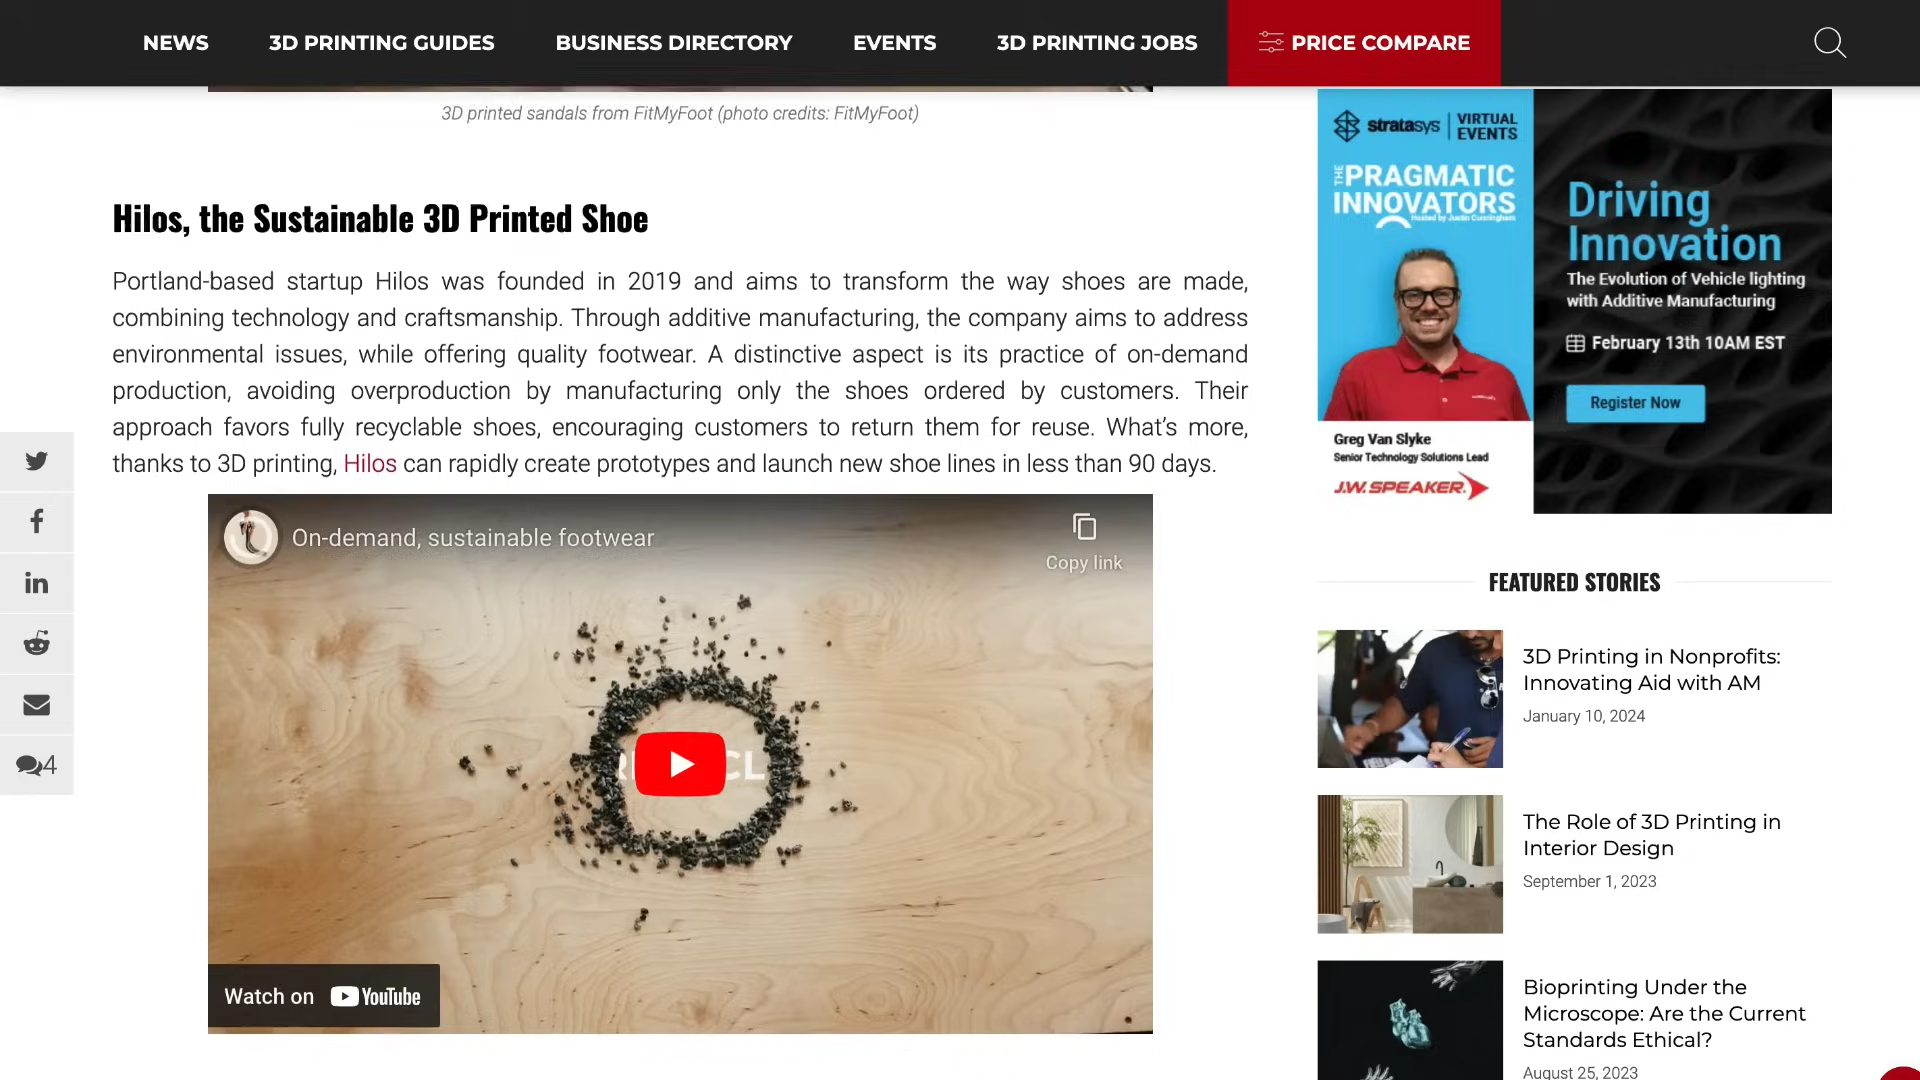 NEWS
3D PRINTING GUIDES
BUSINESS DIRECTORY
EVENTS
3D PRINTING JOBS
PRICE COMPARE
3D printed sandals from FitMyFoot (photo credits: FitMyFoot)
Hilos, the Sustainable 3D Printed Shoe
Portland-based startup Hilos was founded in 2019 and aims to transform the way shoes are made,
combining technology and craftsmanship. Through additive manufacturing, the company aims to address
environmental issues, while offering quality footwear. A distinctive aspect is its practice of on-demand
production, avoiding overproduction by manufacturing only the shoes ordered by customers. Their
approach favors fully recyclable shoes, encouraging customers to return them for reuse. What’s more,
thanks to 3D printing, Hilos can rapidly create prototypes and launch new shoe lines in less than 90 days.
4
On-demand, sustainable footwear
Copy link
CL
Watch on YouTube
stratasys
VIRTUAL
EVENTS
THE PRAGMATIC
INNOVATORS
Hosted by Justin Cunningham
Greg Van Slyke
Senior Technology Solutions Lead
J.W. SPEAKER
Driving
Innovation
The Evolution of Vehicle lighting
with Additive Manufacturing
February 13th 10AM EST
Register Now
FEATURED STORIES
3D Printing in Nonprofits:
Innovating Aid with AM
January 10, 2024
The Role of 3D Printing in
Interior Design
September 1, 2023
Bioprinting Under the
Microscope: Are the Current
Standards Ethical?
August 25, 2023